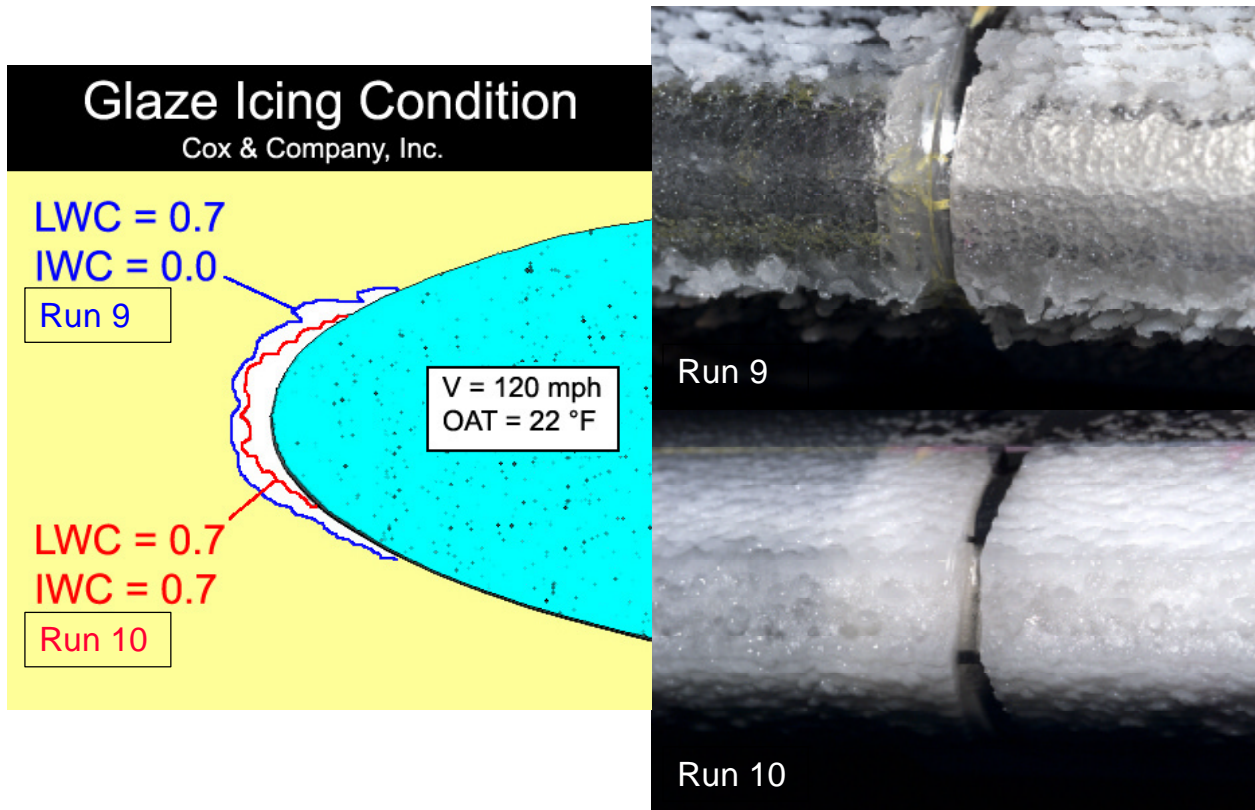 Glaze Icing Condition
Cox & Company, Inc.
LWC = 0.7
IWC = 0.0
Run 9
V = 120 mph
OAT = 22 °F
LWC = 0.7
IWC = 0.7
Run 10
Run 9
Run 10